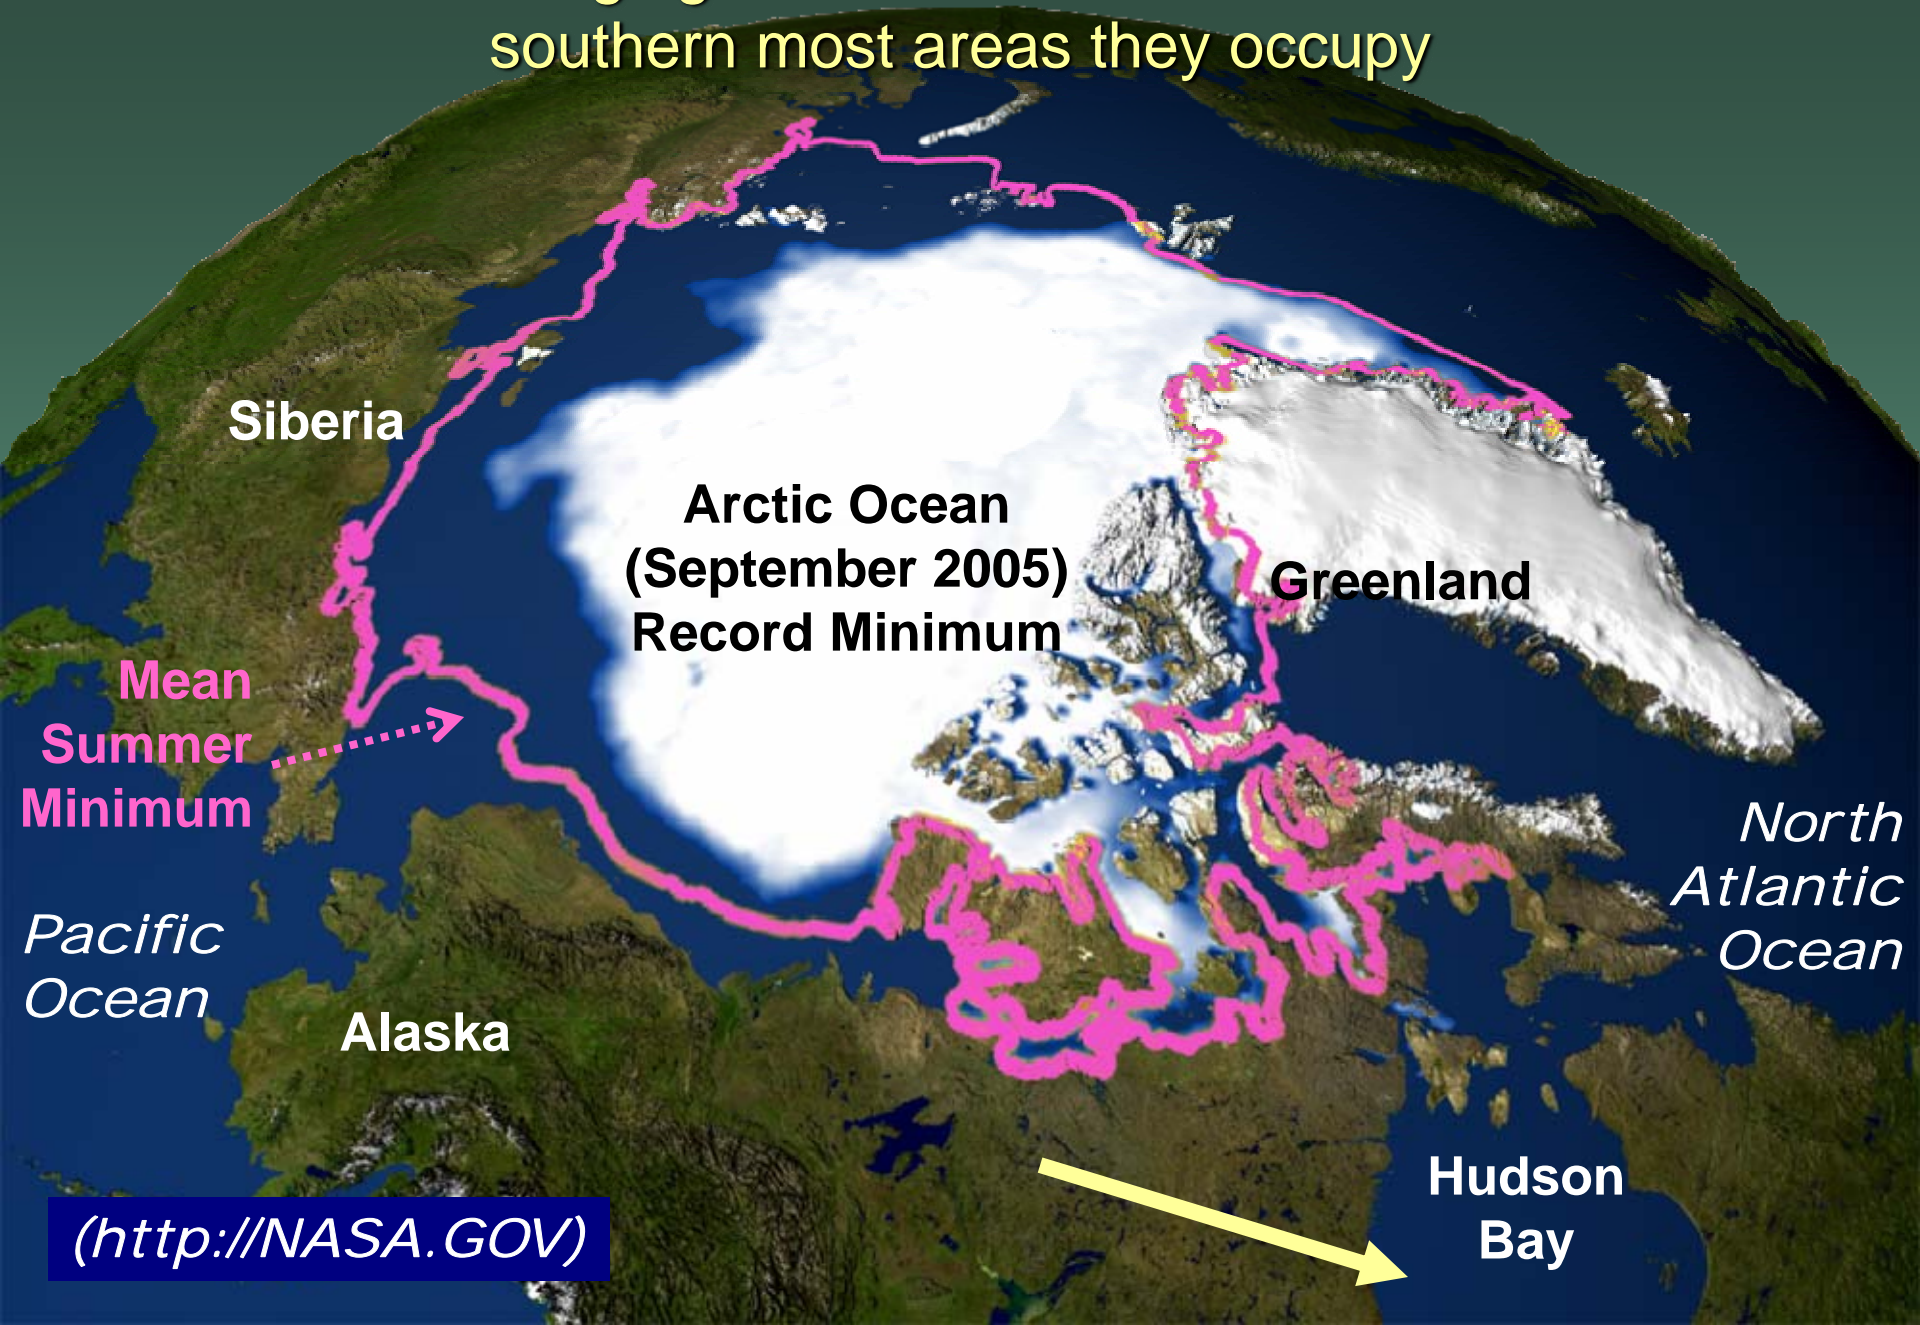 southern most areas they occupy
Siberia
Arctic Ocean
(September 2005)
Record Minimum
Greenland
Mean
Summer
Minimum
North
Atlantic
Ocean
Pacific
Ocean
Alaska
Hudson
Bay
(http://NASA.GOV)